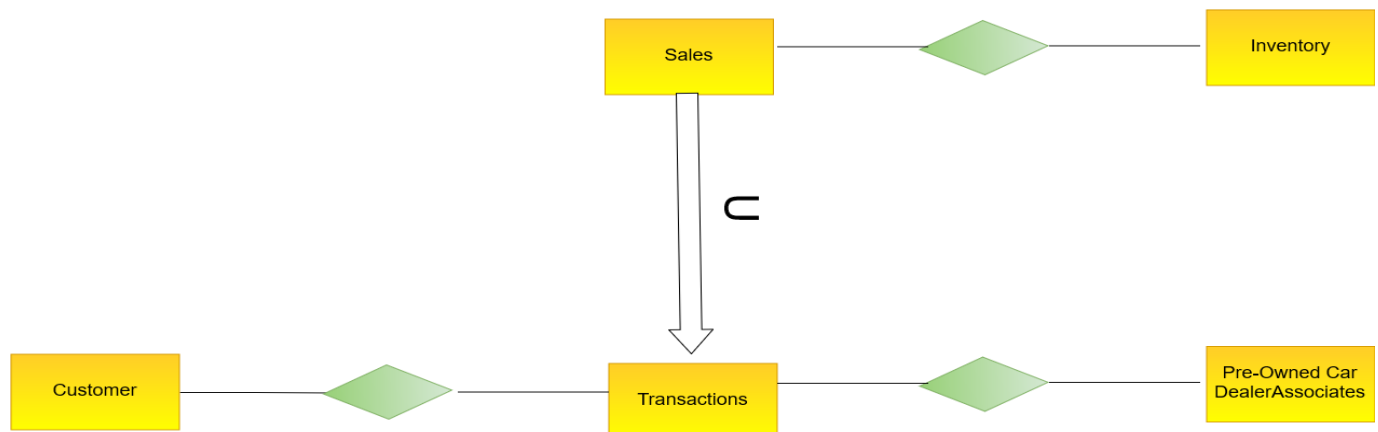 Sales
Inventory
⊂
Customer
Transactions
Pre-Owned Car
DealerAssociates